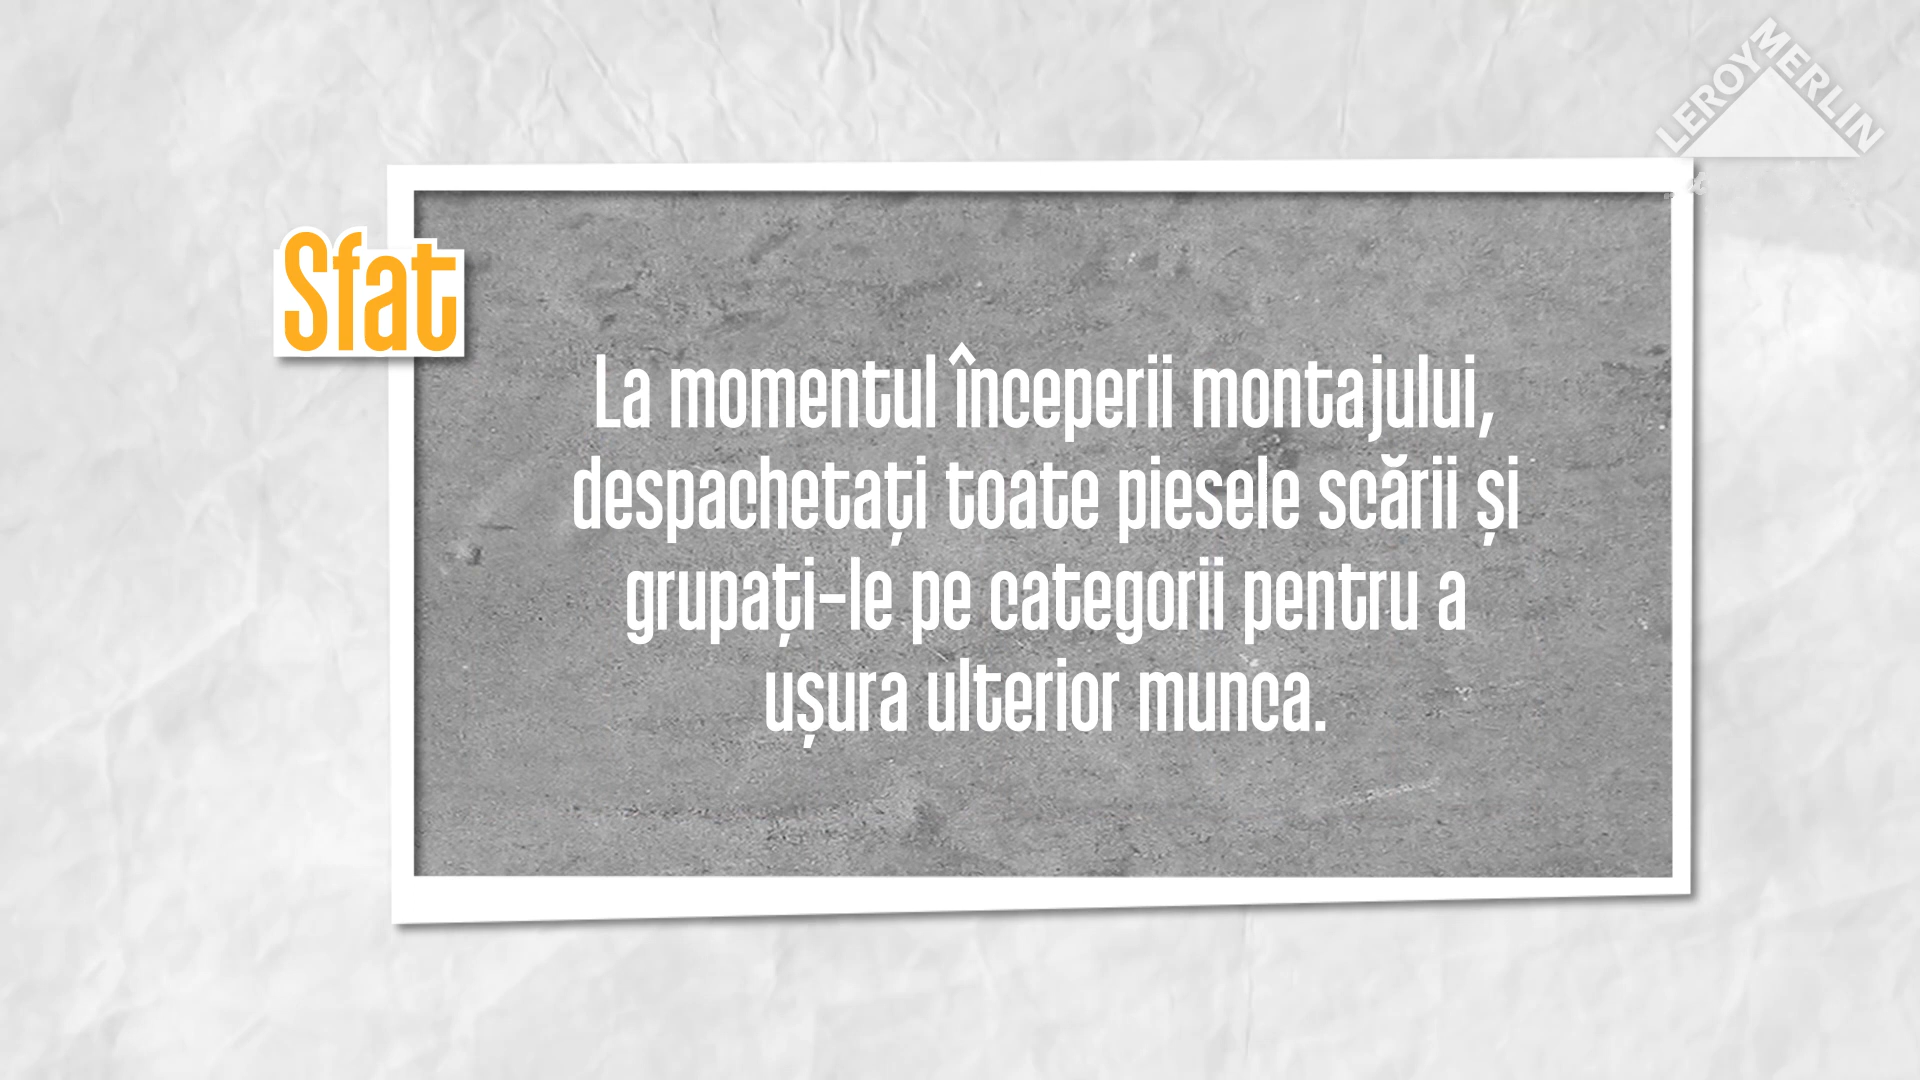 LEROY MERLIN
Sfat
La momentul începerii montajului,
despachetați toate piesele scării și
grupați-le pe categorii pentru a
ușura ulterior munca.